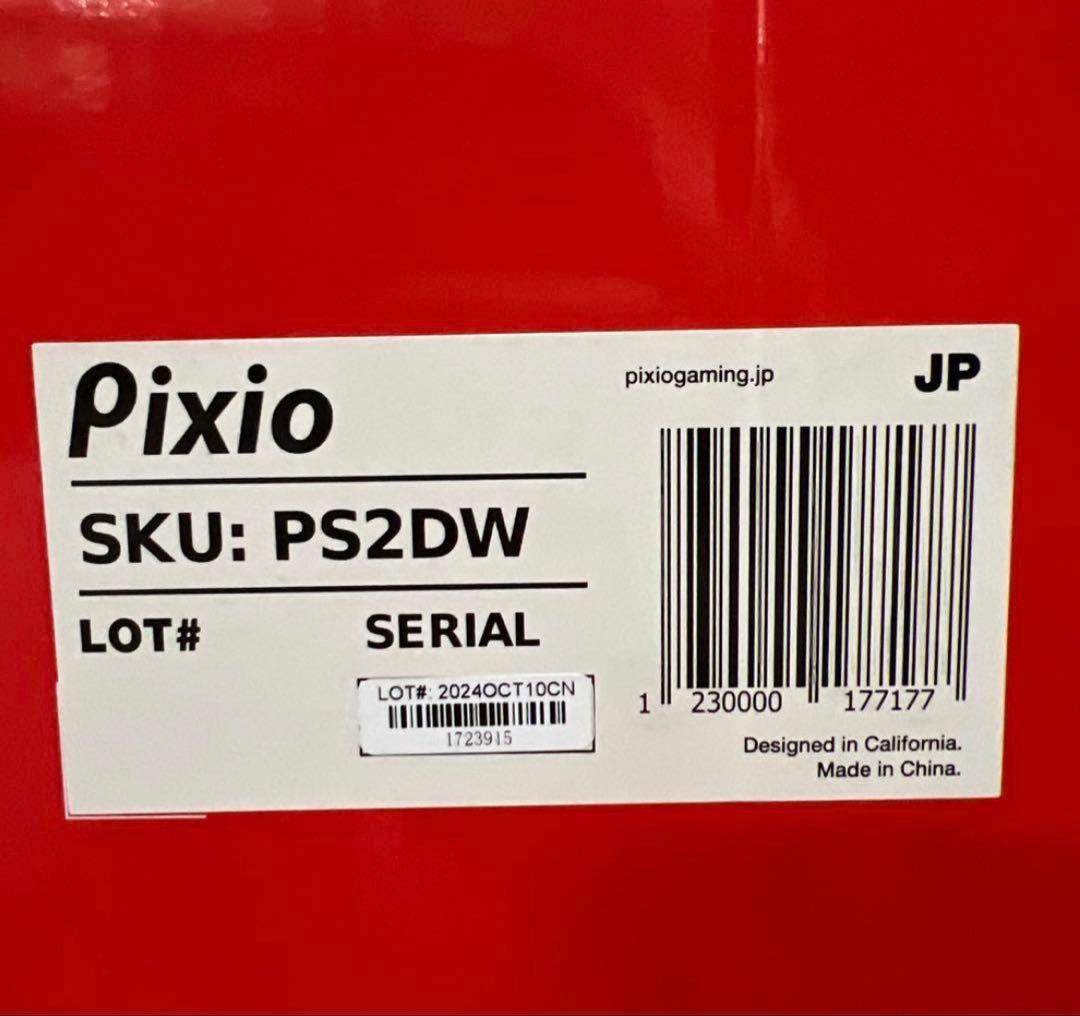 Pixio
SKU: PS2DW
LOT#
SERIAL
LOT#: 2024OCT10CN
1723915
pixiogaming.jp
JP
1 230000 177177
Designed in California.
Made in China.